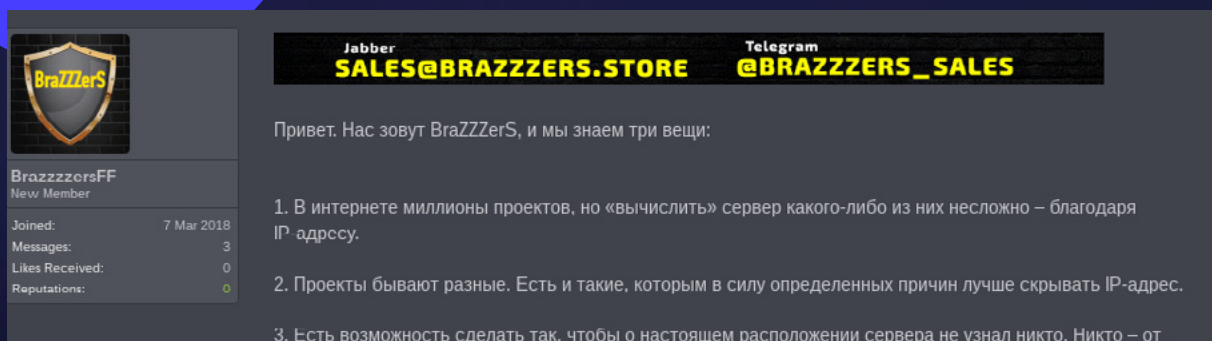 BraZZZerS
Jabber Telegram
SALES@BRAZZZERS.STORE @BRAZZZERS_SALES
Привет. Нас зовут BraZZZerS, и мы знаем три вещи:
BrazzzzersFF
New Member
Joined: 7 Mar 2018
Messages: 3
Likes Received: 0
Reputations: 0
1. В интернете миллионы проектов, но «вычислить» сервер какого-либо из них несложно – благодаря
IP-адресу.
2. Проекты бывают разные. Есть и такие, которым в силу определенных причин лучше скрывать IP-адрес.
3. Есть возможность сделать так, чтобы о настоящем расположении сервера не узнал никто. Никто – от